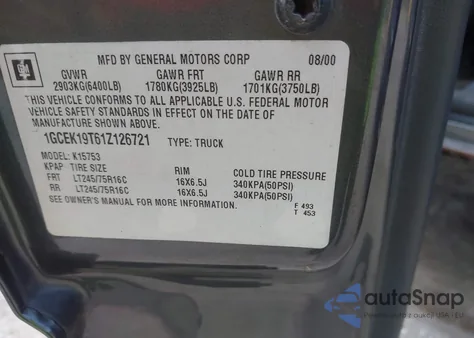 GM
MFD BY GENERAL MOTORS CORP 08/00
GVWR GAWR FRT GAWR RR
2903KG(6400LB) 1780KG(3925LB) 1701KG(3750LB)
THIS VEHICLE CONFORMS TO ALL APPLICABLE U.S. FEDERAL MOTOR
VEHICLE SAFETY STANDARDS IN EFFECT ON THE DATE OF
MANUFACTURE SHOWN ABOVE.
1GCEK19T61Z126721 TYPE: TRUCK
MODEL: K15753
KPAP TIRE SIZE RIM COLD TIRE PRESSURE
FRT LT245/75R16C 16X6.5J 340KPA(50PSI)
RR LT245/75R16C 16X6.5J 340KPA(50PSI)
SEE OWNER'S MANUAL FOR MORE INFORMATION.
F 493
T 453
autoSnap